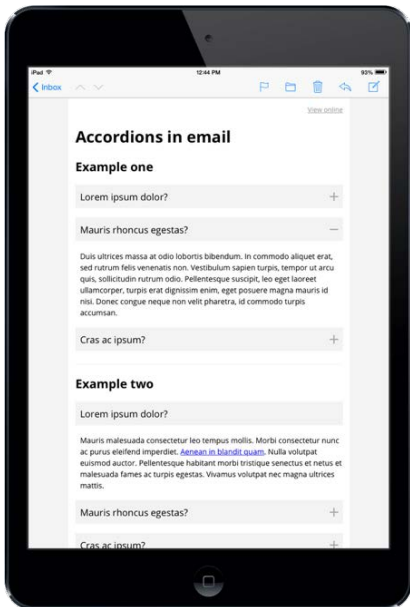 iPad 12:44 PM 93%
Inbox
View online
Accordions in email
Example one
Lorem ipsum dolor? +
Mauris rhoncus egestas? −
Duis ultrices massa at odio lobortis bibendum. In commodo aliquet erat,
sed rutrum felis venenatis non. Vestibulum sapien turpis, tempor ut arcu
quis, sollicitudin rutrum odio. Pellentesque suscipit, leo eget laoreet
ullamcorper, turpis erat dignissim enim, eget posuere magna mauris id
nisi. Donec congue neque non velit pharetra, id commodo turpis
accumsan.
Cras ac ipsum? +
Example two
Lorem ipsum dolor?
Mauris malesuada consectetur leo tempus mollis. Morbi consectetur nunc
ac purus eleifend imperdiet. Aenean in blandit quam. Nulla volutpat
euismod auctor. Pellentesque habitant morbi tristique senectus et netus et
malesuada fames ac turpis egestas. Vivamus volutpat nec magna ultrices
mattis.
Mauris rhoncus egestas? +
Cras ac ipsum? +